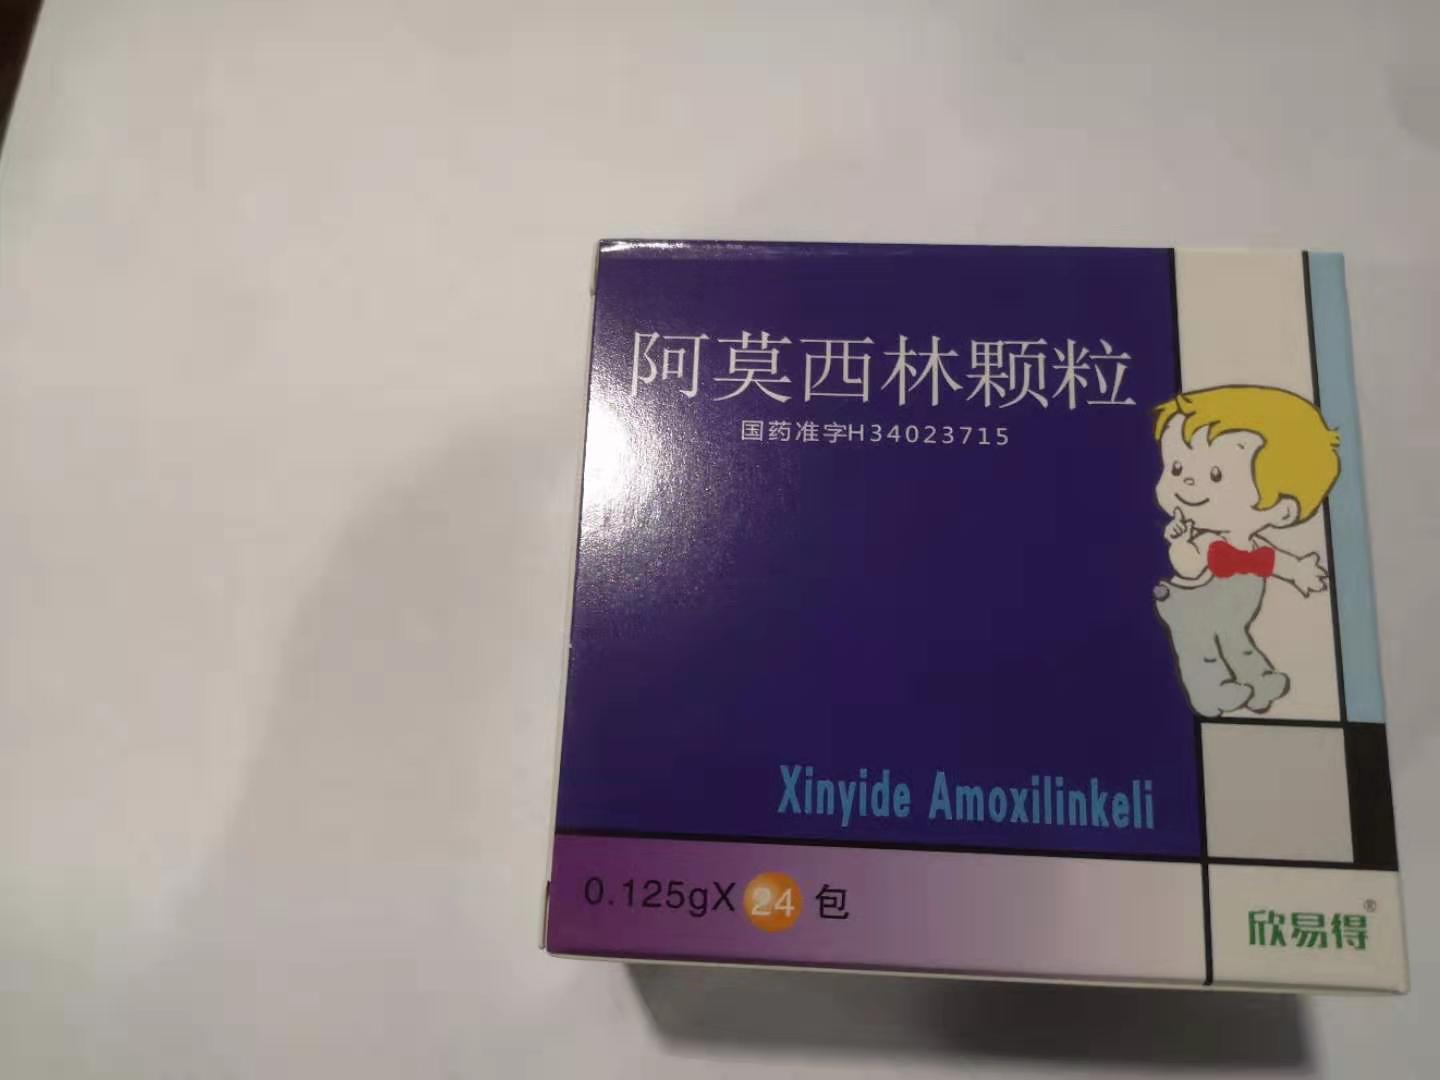 阿莫西林颗粒
国药准字H34023715
Xinyide Amoxilinkeli
0.125gX24包
欣易得®